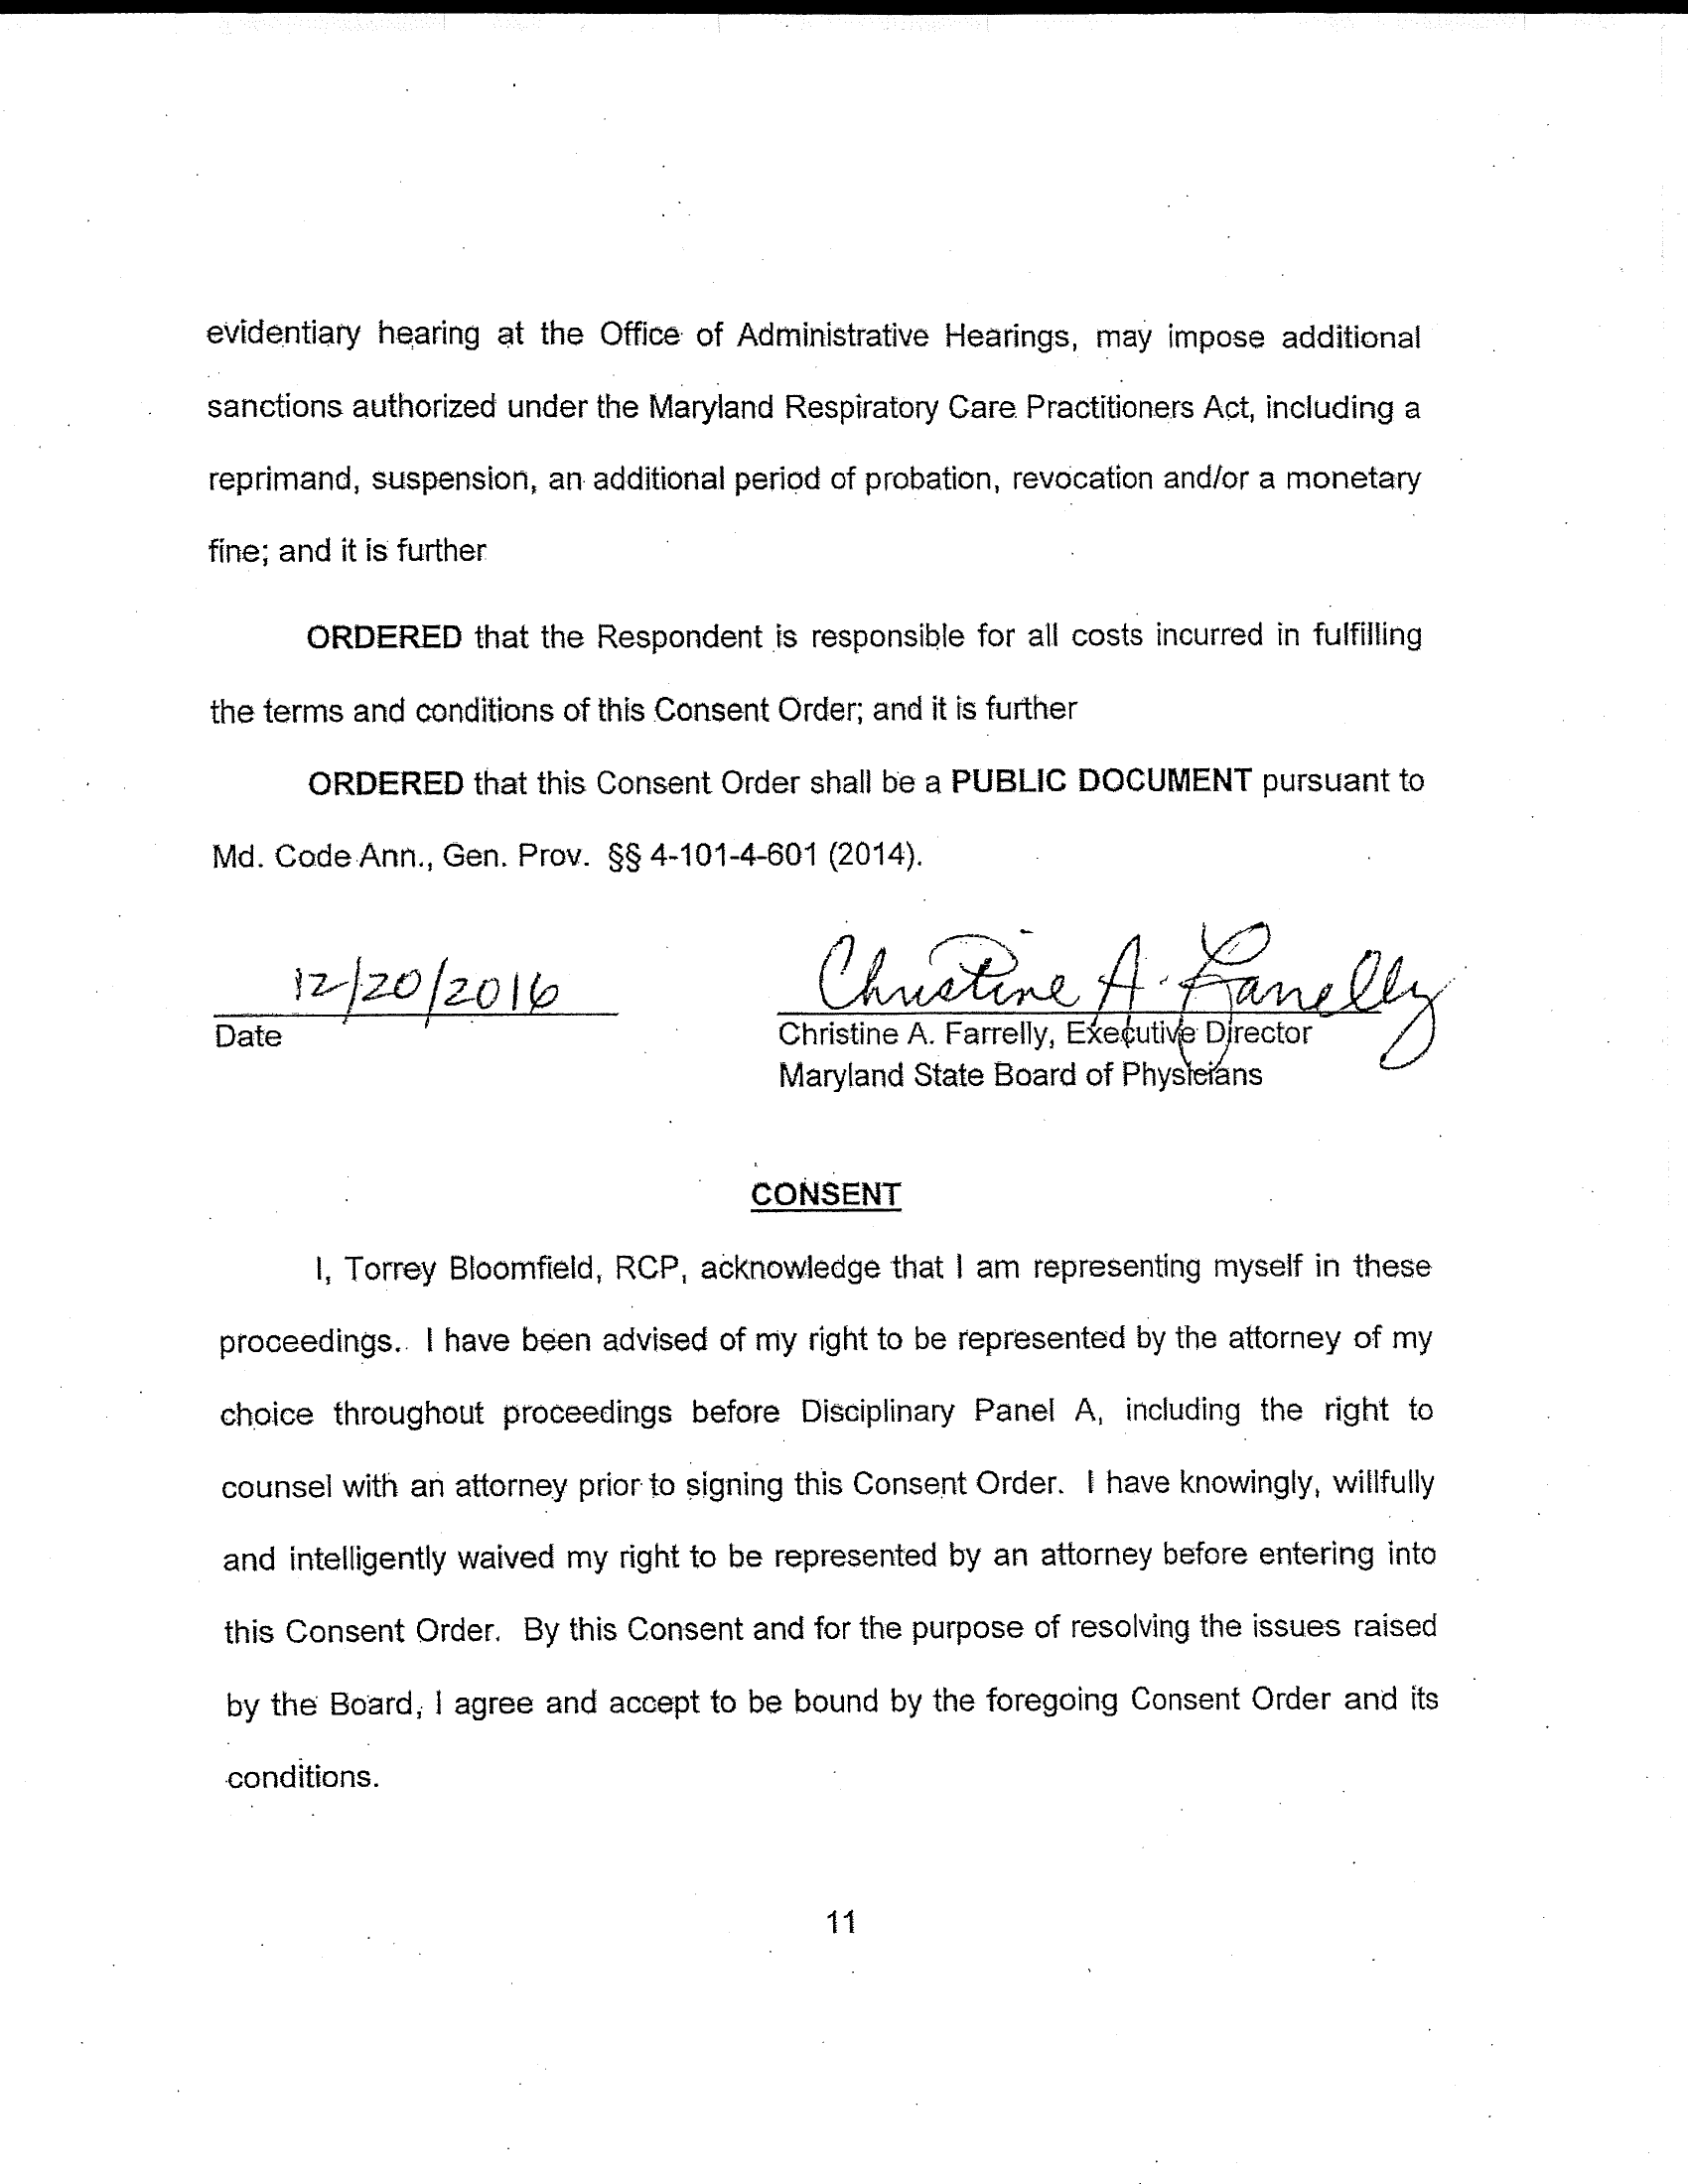 evidentiary hearing at the Office of Administrative Hearings, may impose additional
sanctions authorized under the Maryland Respiratory Care Practitioners Act, including a
reprimand, suspension, an additional period of probation, revocation and/or a monetary
fine; and it is further
ORDERED that the Respondent is responsible for all costs incurred in fulfilling
the terms and conditions of this Consent Order; and it is further
ORDERED that this Consent Order shall be a PUBLIC DOCUMENT pursuant to
Md. Code Ann., Gen. Prov. §§ 4-101-4-601 (2014).
12/20/2016
Date
Christine A. Farrelly
Christine A. Farrelly, Executive Director
Maryland State Board of Physicians
CONSENT
I, Torrey Bloomfield, RCP, acknowledge that I am representing myself in these
proceedings. I have been advised of my right to be represented by the attorney of my
choice throughout proceedings before Disciplinary Panel A, including the right to
counsel with an attorney prior to signing this Consent Order. I have knowingly, willfully
and intelligently waived my right to be represented by an attorney before entering into
this Consent Order. By this Consent and for the purpose of resolving the issues raised
by the Board, I agree and accept to be bound by the foregoing Consent Order and its
conditions.
11